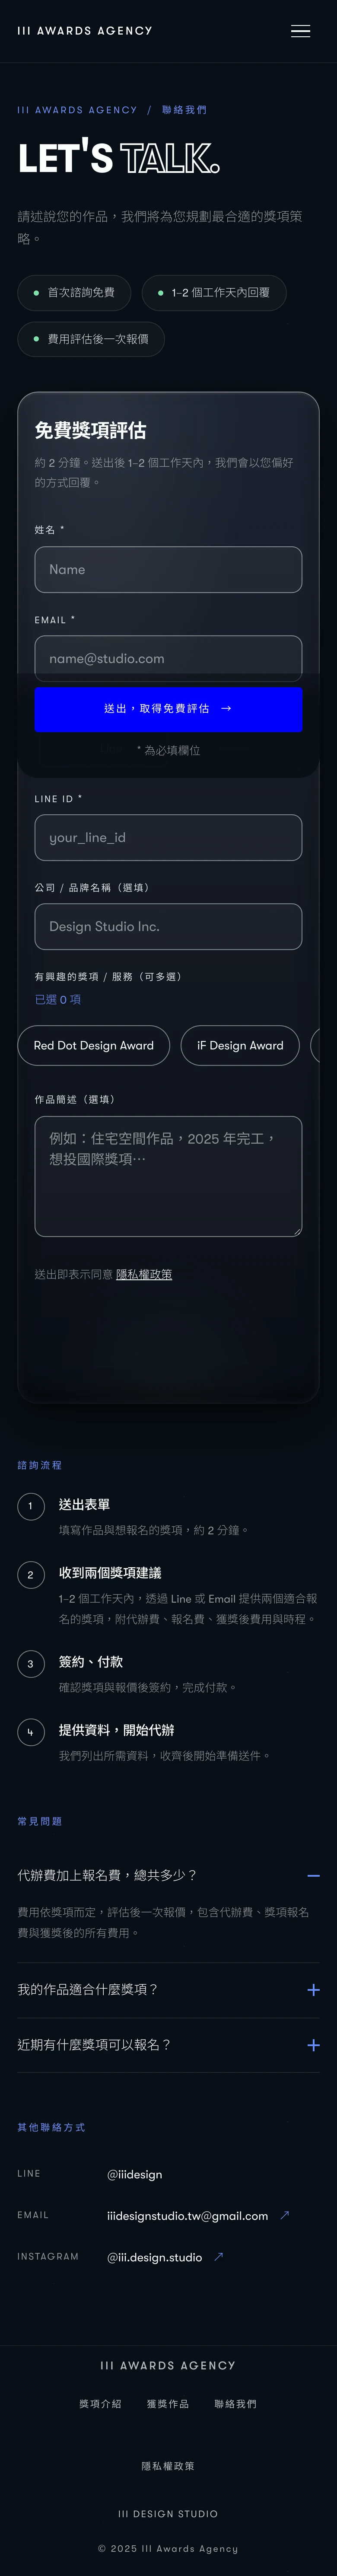 III AWARDS AGENCY
III AWARDS AGENCY / 聯絡我們
LET'S TALK.
請述說您的作品，我們將為您規劃最合適的獎項策
略。
首次諮詢免費
1–2 個工作天內回覆
費用評估後一次報價
免費獎項評估
約 2 分鐘。送出後 1–2 個工作天內，我們會以您偏好
的方式回覆。
姓名 *
Name
EMAIL *
name@studio.com
送出，取得免費評估 →
* 為必填欄位
LINE ID *
your_line_id
公司 / 品牌名稱（選填）
Design Studio Inc.
有興趣的獎項 / 服務（可多選）
已選 0 項
Red Dot Design Award
iF Design Award
作品簡述（選填）
例如：住宅空間作品，2025 年完工，
想投國際獎項…
送出即表示同意 隱私權政策
諮詢流程
1
送出表單
填寫作品與想報名的獎項，約 2 分鐘。
2
收到兩個獎項建議
1–2 個工作天內，透過 Line 或 Email 提供兩個適合報
名的獎項，附代辦費、報名費、獲獎後費用與時程。
3
簽約、付款
確認獎項與報價後簽約，完成付款。
4
提供資料，開始代辦
我們列出所需資料，收齊後開始準備送件。
常見問題
代辦費加上報名費，總共多少？
費用依獎項而定，評估後一次報價，包含代辦費、獎項報名
費與獲獎後的所有費用。
我的作品適合什麼獎項？
近期有什麼獎項可以報名？
其他聯絡方式
LINE
@iiidesign
EMAIL
iiidesignstudio.tw@gmail.com ↗
INSTAGRAM
@iii.design.studio ↗
III AWARDS AGENCY
獎項介紹 獲獎作品 聯絡我們
隱私權政策
III DESIGN STUDIO
© 2025 III Awards Agency